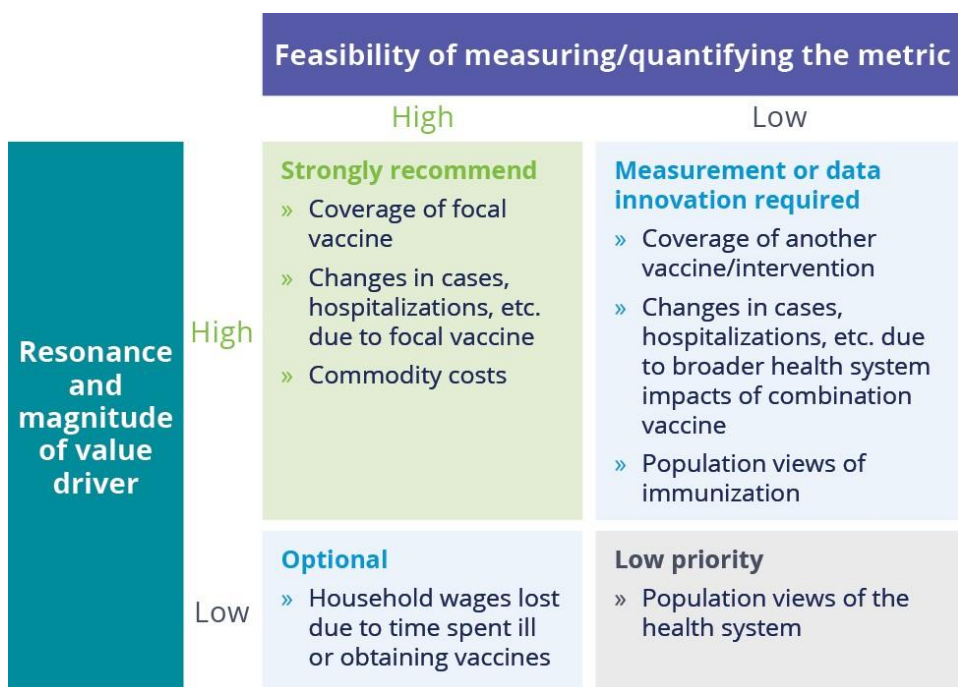 Feasibility of measuring/quantifying the metric
High
Low
Resonance
and
magnitude
of value
driver
High
Strongly recommend
» Coverage of focal
vaccine
» Changes in cases,
hospitalizations, etc.
due to focal vaccine
» Commodity costs
Measurement or data
innovation required
» Coverage of another
vaccine/intervention
» Changes in cases,
hospitalizations, etc. due
to broader health system
impacts of combination
vaccine
» Population views of
immunization
Low
Optional
» Household wages lost
due to time spent ill
or obtaining vaccines
Low priority
» Population views of the
health system